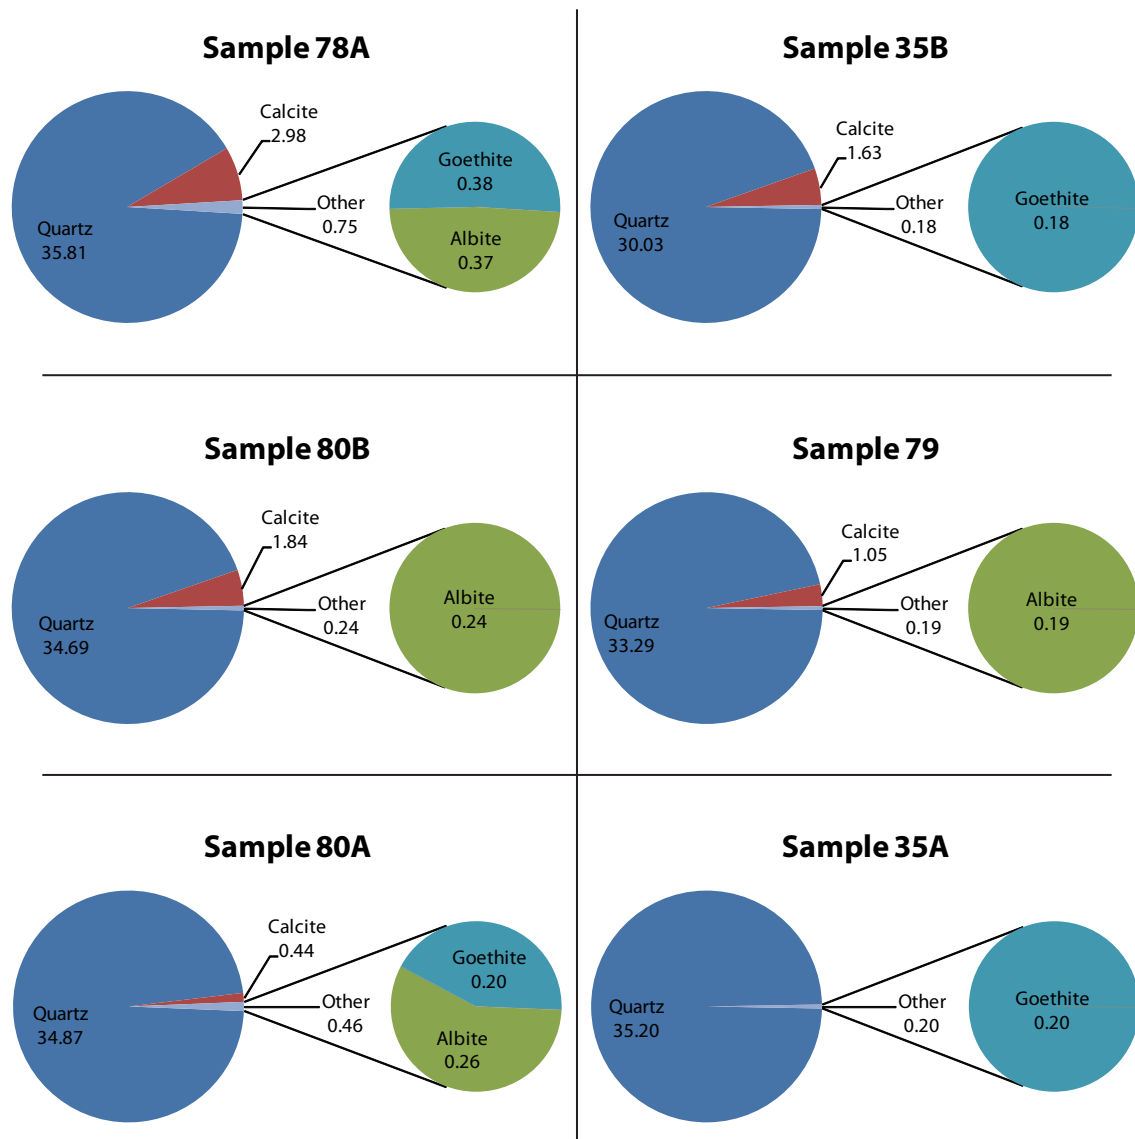 Sample 78A
Calcite
2.98
Quartz
35.81
Other
0.75
Goethite
0.38
Albite
0.37
Sample 35B
Calcite
1.63
Quartz
30.03
Other
0.18
Goethite
0.18
Sample 80B
Calcite
1.84
Quartz
34.69
Other
0.24
Albite
0.24
Sample 79
Calcite
1.05
Quartz
33.29
Other
0.19
Albite
0.19
Sample 80A
Calcite
0.44
Quartz
34.87
Other
0.46
Goethite
0.20
Albite
0.26
Sample 35A
Quartz
35.20
Other
0.20
Goethite
0.20